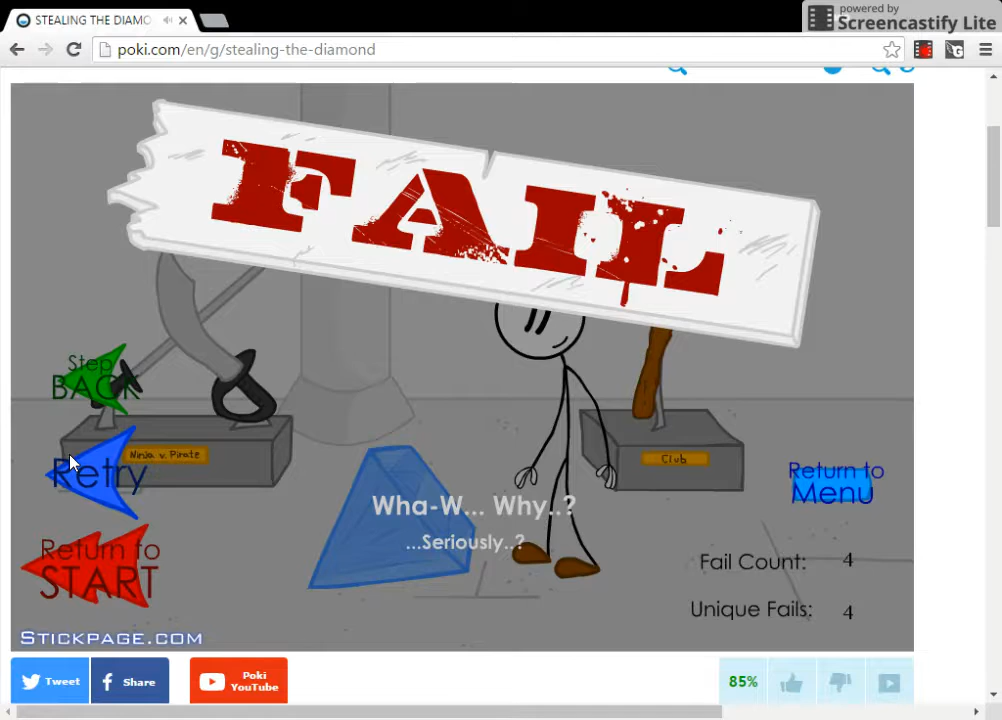 STEALING THE DIAMO
powered by
Screencastify Lite
poki.com/en/g/stealing-the-diamond
FAIL
Step
BACK
Ninja v. Pirate
Club
Retry
Return to
Menu
Wha-W... Why..?
...Seriously..?
Return to
START
Fail Count: 4
Unique Fails: 4
STICKPAGE.COM
Tweet
Share
Poki
YouTube
85%